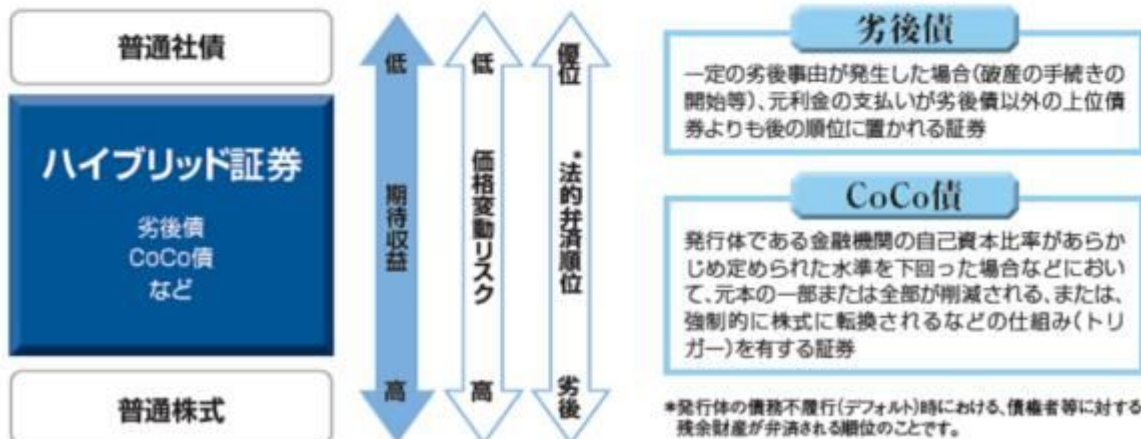 普通社債
ハイブリッド証券
劣後債
CoCo債
など
普通株式
低
期待収益
高
低
価格変動リスク
高
優位
*法的弁済順位
劣後
劣後債
一定の劣後事由が発生した場合(破産の手続きの
開始等)、元利金の支払いが劣後債以外の上位債
券よりも後の順位に置かれる証券
CoCo債
発行体である金融機関の自己資本比率があらか
じめ定められた水準を下回った場合などにおい
て、元本の一部または全部が削減される、または、
強制的に株式に転換されるなどの仕組み(トリ
ガー)を有する証券
*発行体の債務不履行(デフォルト)時における、債権者等に対する
残余財産が弁済される順位のことです。